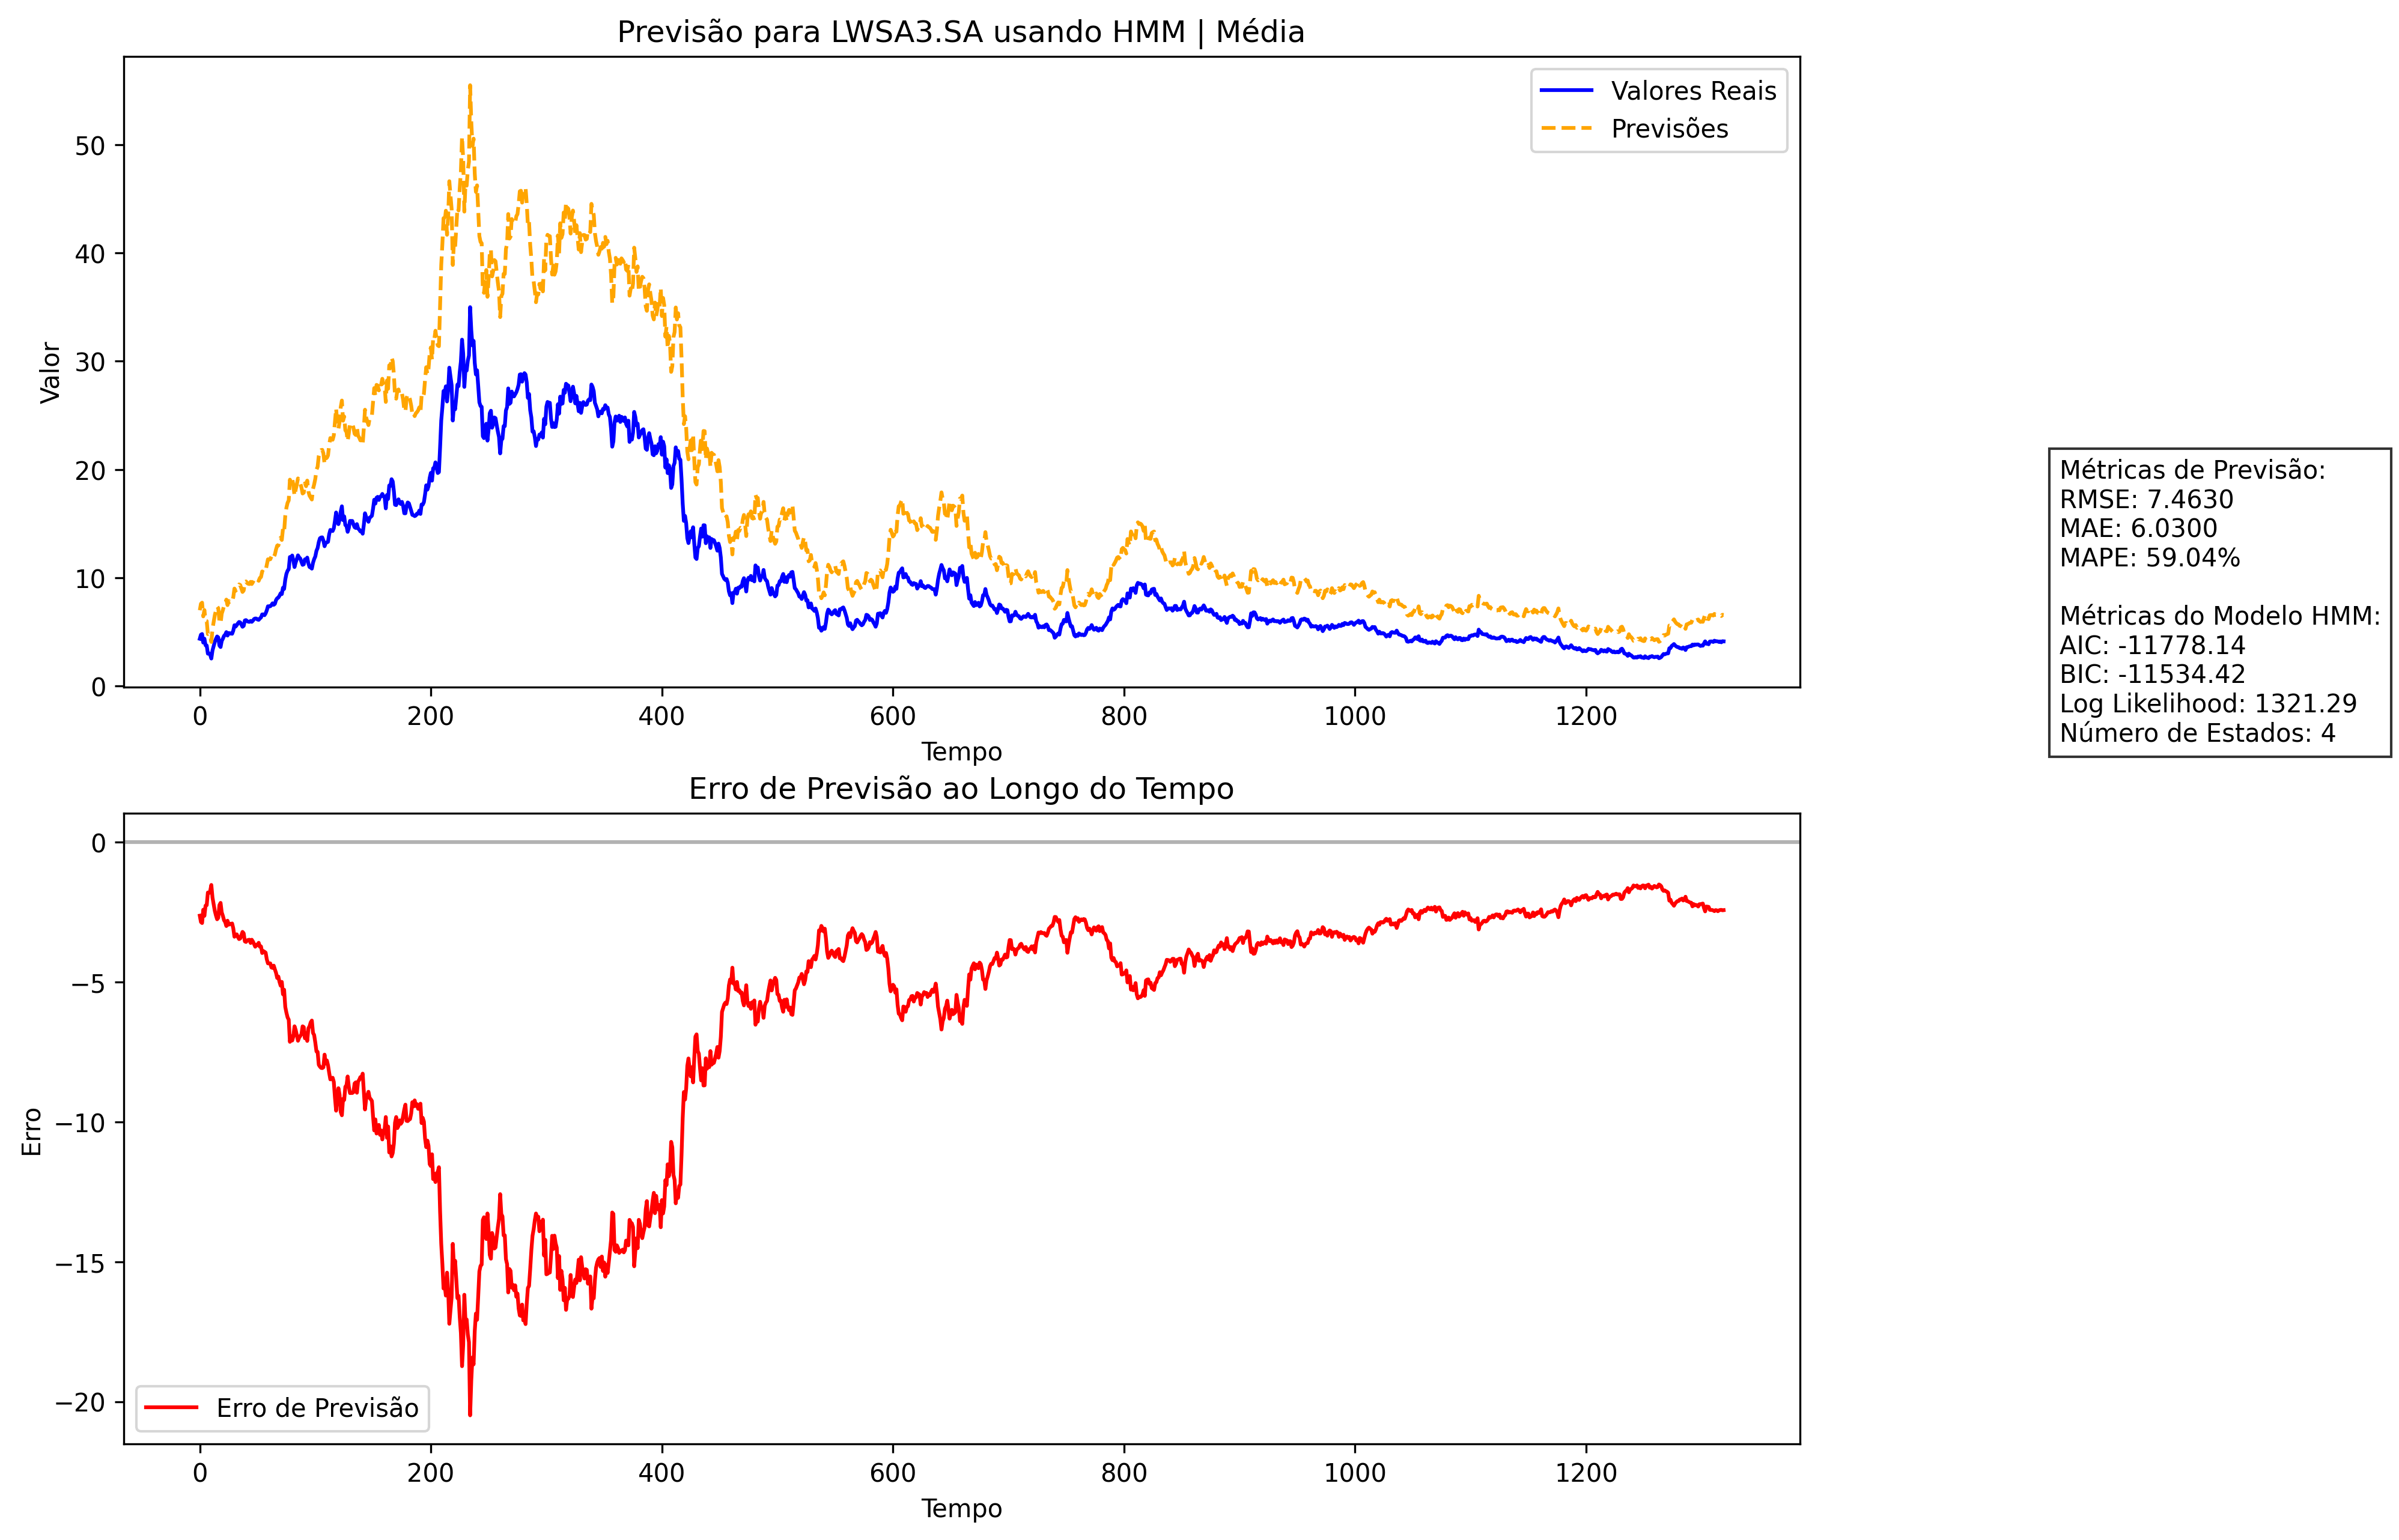 Previsão para LWSA3.SA usando HMM | Média
Valores Reais
Previsões
50
40
30
20
10
0
Valor
0 200 400 600 800 1000 1200
Tempo
Métricas de Previsão:
RMSE: 7.4630
MAE: 6.0300
MAPE: 59.04%
Métricas do Modelo HMM:
AIC: -11778.14
BIC: -11534.42
Log Likelihood: 1321.29
Número de Estados: 4
Erro de Previsão ao Longo do Tempo
0
−5
−10
−15
−20
Erro
Erro de Previsão
0 200 400 600 800 1000 1200
Tempo